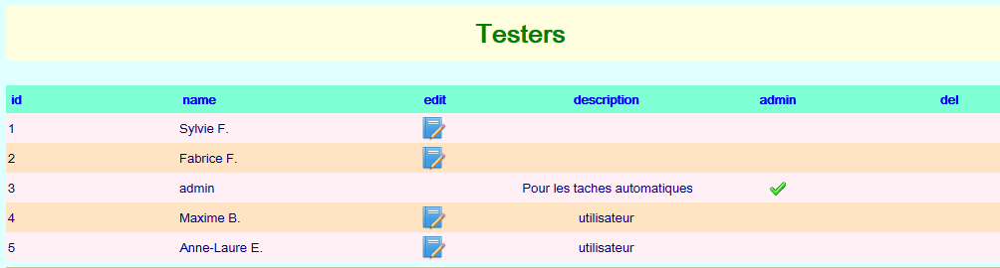 Testers
id name edit description admin del
1 Sylvie F.
2 Fabrice F.
3 admin Pour les taches automatiques
4 Maxime B. utilisateur
5 Anne-Laure E. utilisateur